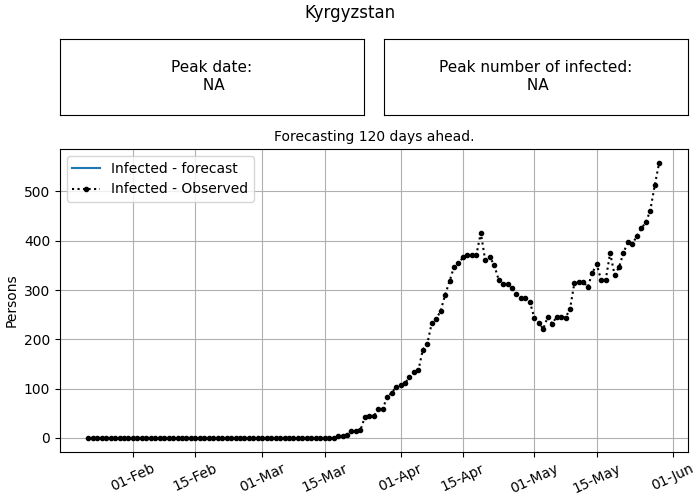 Kyrgyzstan
Peak date:
NA
Peak number of infected:
NA
Forecasting 120 days ahead.
Infected - forecast
Infected - Observed
Persons
500
400
300
200
100
0
01-Feb
15-Feb
01-Mar
15-Mar
01-Apr
15-Apr
01-May
15-May
01-Jun